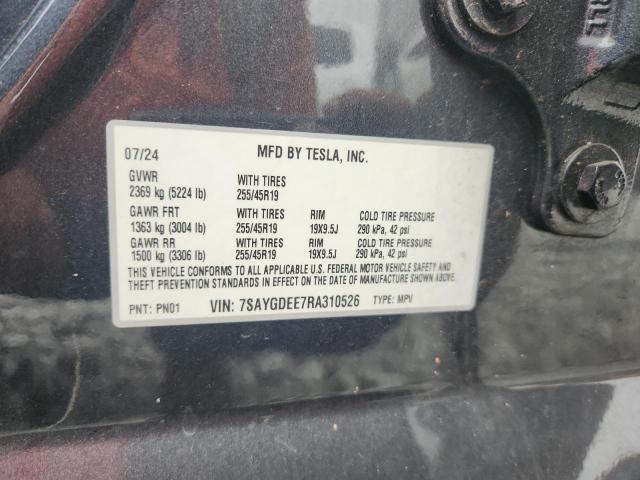 07/24 MFD BY TESLA, INC.
GVWR WITH TIRES
2369 kg (5224 lb) 255/45R19
GAWR FRT WITH TIRES RIM COLD TIRE PRESSURE
1363 kg (3004 lb) 255/45R19 19X9.5J 290 kPa, 42 psi
GAWR RR WITH TIRES RIM COLD TIRE PRESSURE
1500 kg (3306 lb) 255/45R19 19X9.5J 290 kPa, 42 psi
THIS VEHICLE CONFORMS TO ALL APPLICABLE U.S. FEDERAL MOTOR VEHICLE SAFETY AND
THEFT PREVENTION STANDARDS IN EFFECT ON THE DATE OF MANUFACTURE SHOWN ABOVE.
PNT: PN01 VIN: 7SAYGDEE7RA310526 TYPE: MPV